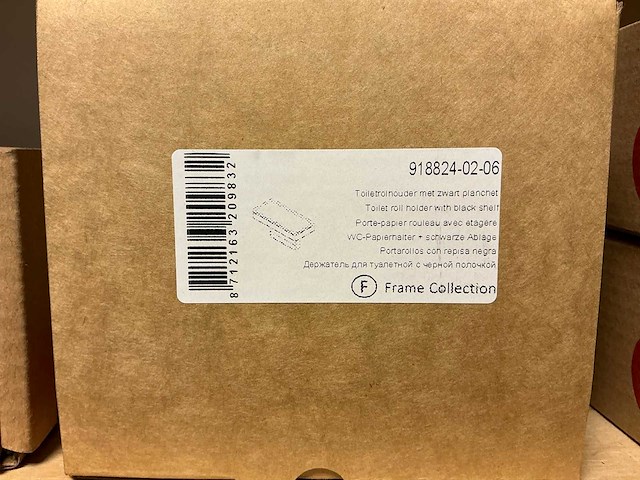 918824-02-06
Toiletrolhouder met zwart planchet
Toilet roll holder with black shelf
Porte-papier rouleau avec étagère
WC-Papierhalter + schwarze Ablage
Portarollos con repisa negra
Держатель для туалетной с черной полочкой
F Frame Collection
8 712163 209832